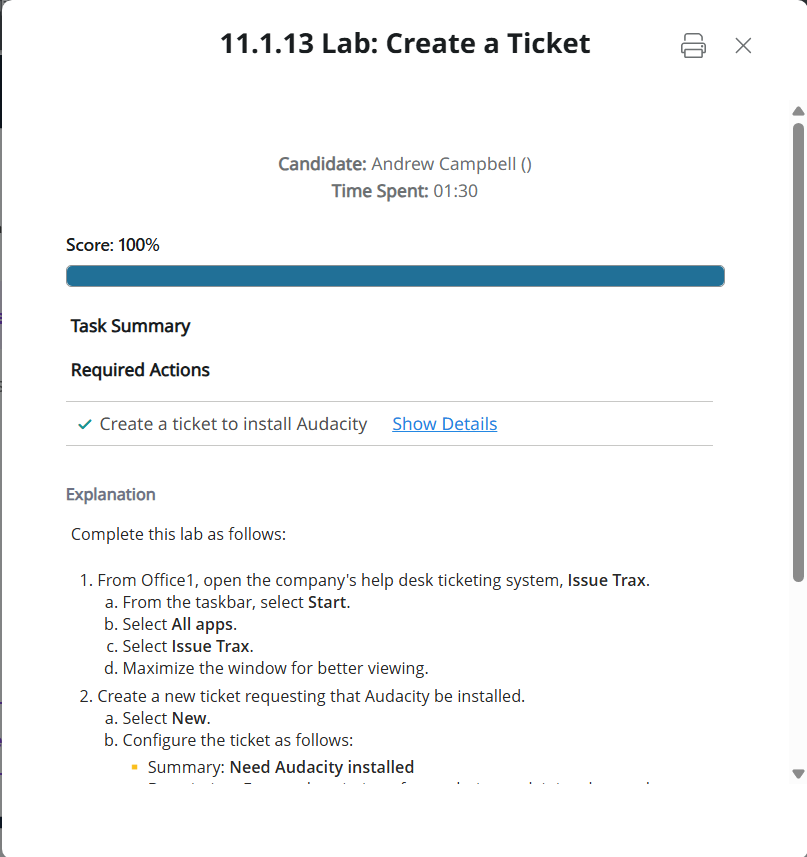 11.1.13 Lab: Create a Ticket
Candidate: Andrew Campbell ()
Time Spent: 01:30
Score: 100%
Task Summary
Required Actions
Create a ticket to install Audacity Show Details
Explanation
Complete this lab as follows:
1. From Office1, open the company's help desk ticketing system, Issue Trax.
a. From the taskbar, select Start.
b. Select All apps.
c. Select Issue Trax.
d. Maximize the window for better viewing.
2. Create a new ticket requesting that Audacity be installed.
a. Select New.
b. Configure the ticket as follows:
Summary: Need Audacity installed